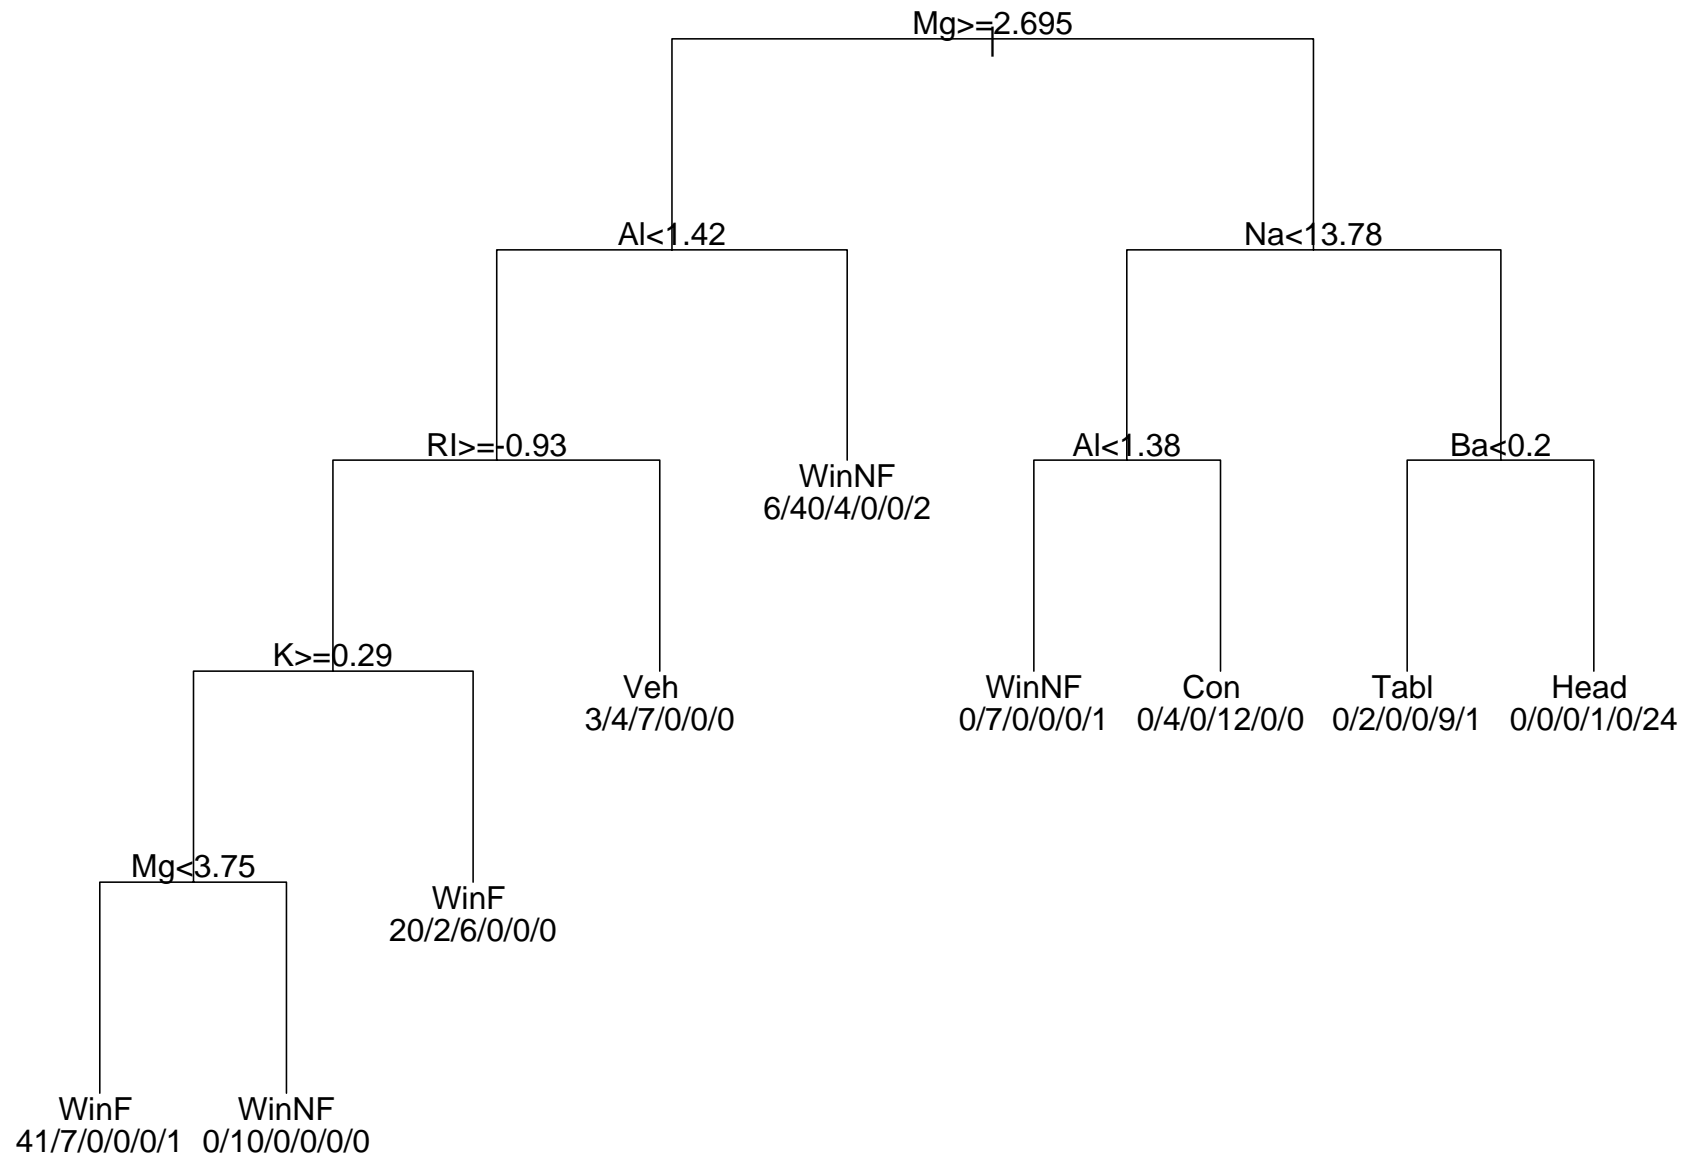 Mg>=2.695
Al<1.42
Na<13.78
RI>=-0.93
WinNF
6/40/4/0/0/2
Al<1.38
Ba<0.2
K>=0.29
Veh
3/4/7/0/0/0
WinNF
0/7/0/0/0/1
Con
0/4/0/12/0/0
Tabl
0/2/0/0/9/1
Head
0/0/0/1/0/24
Mg<3.75
WinF
20/2/6/0/0/0
WinF
41/7/0/0/0/1
WinNF
0/10/0/0/0/0